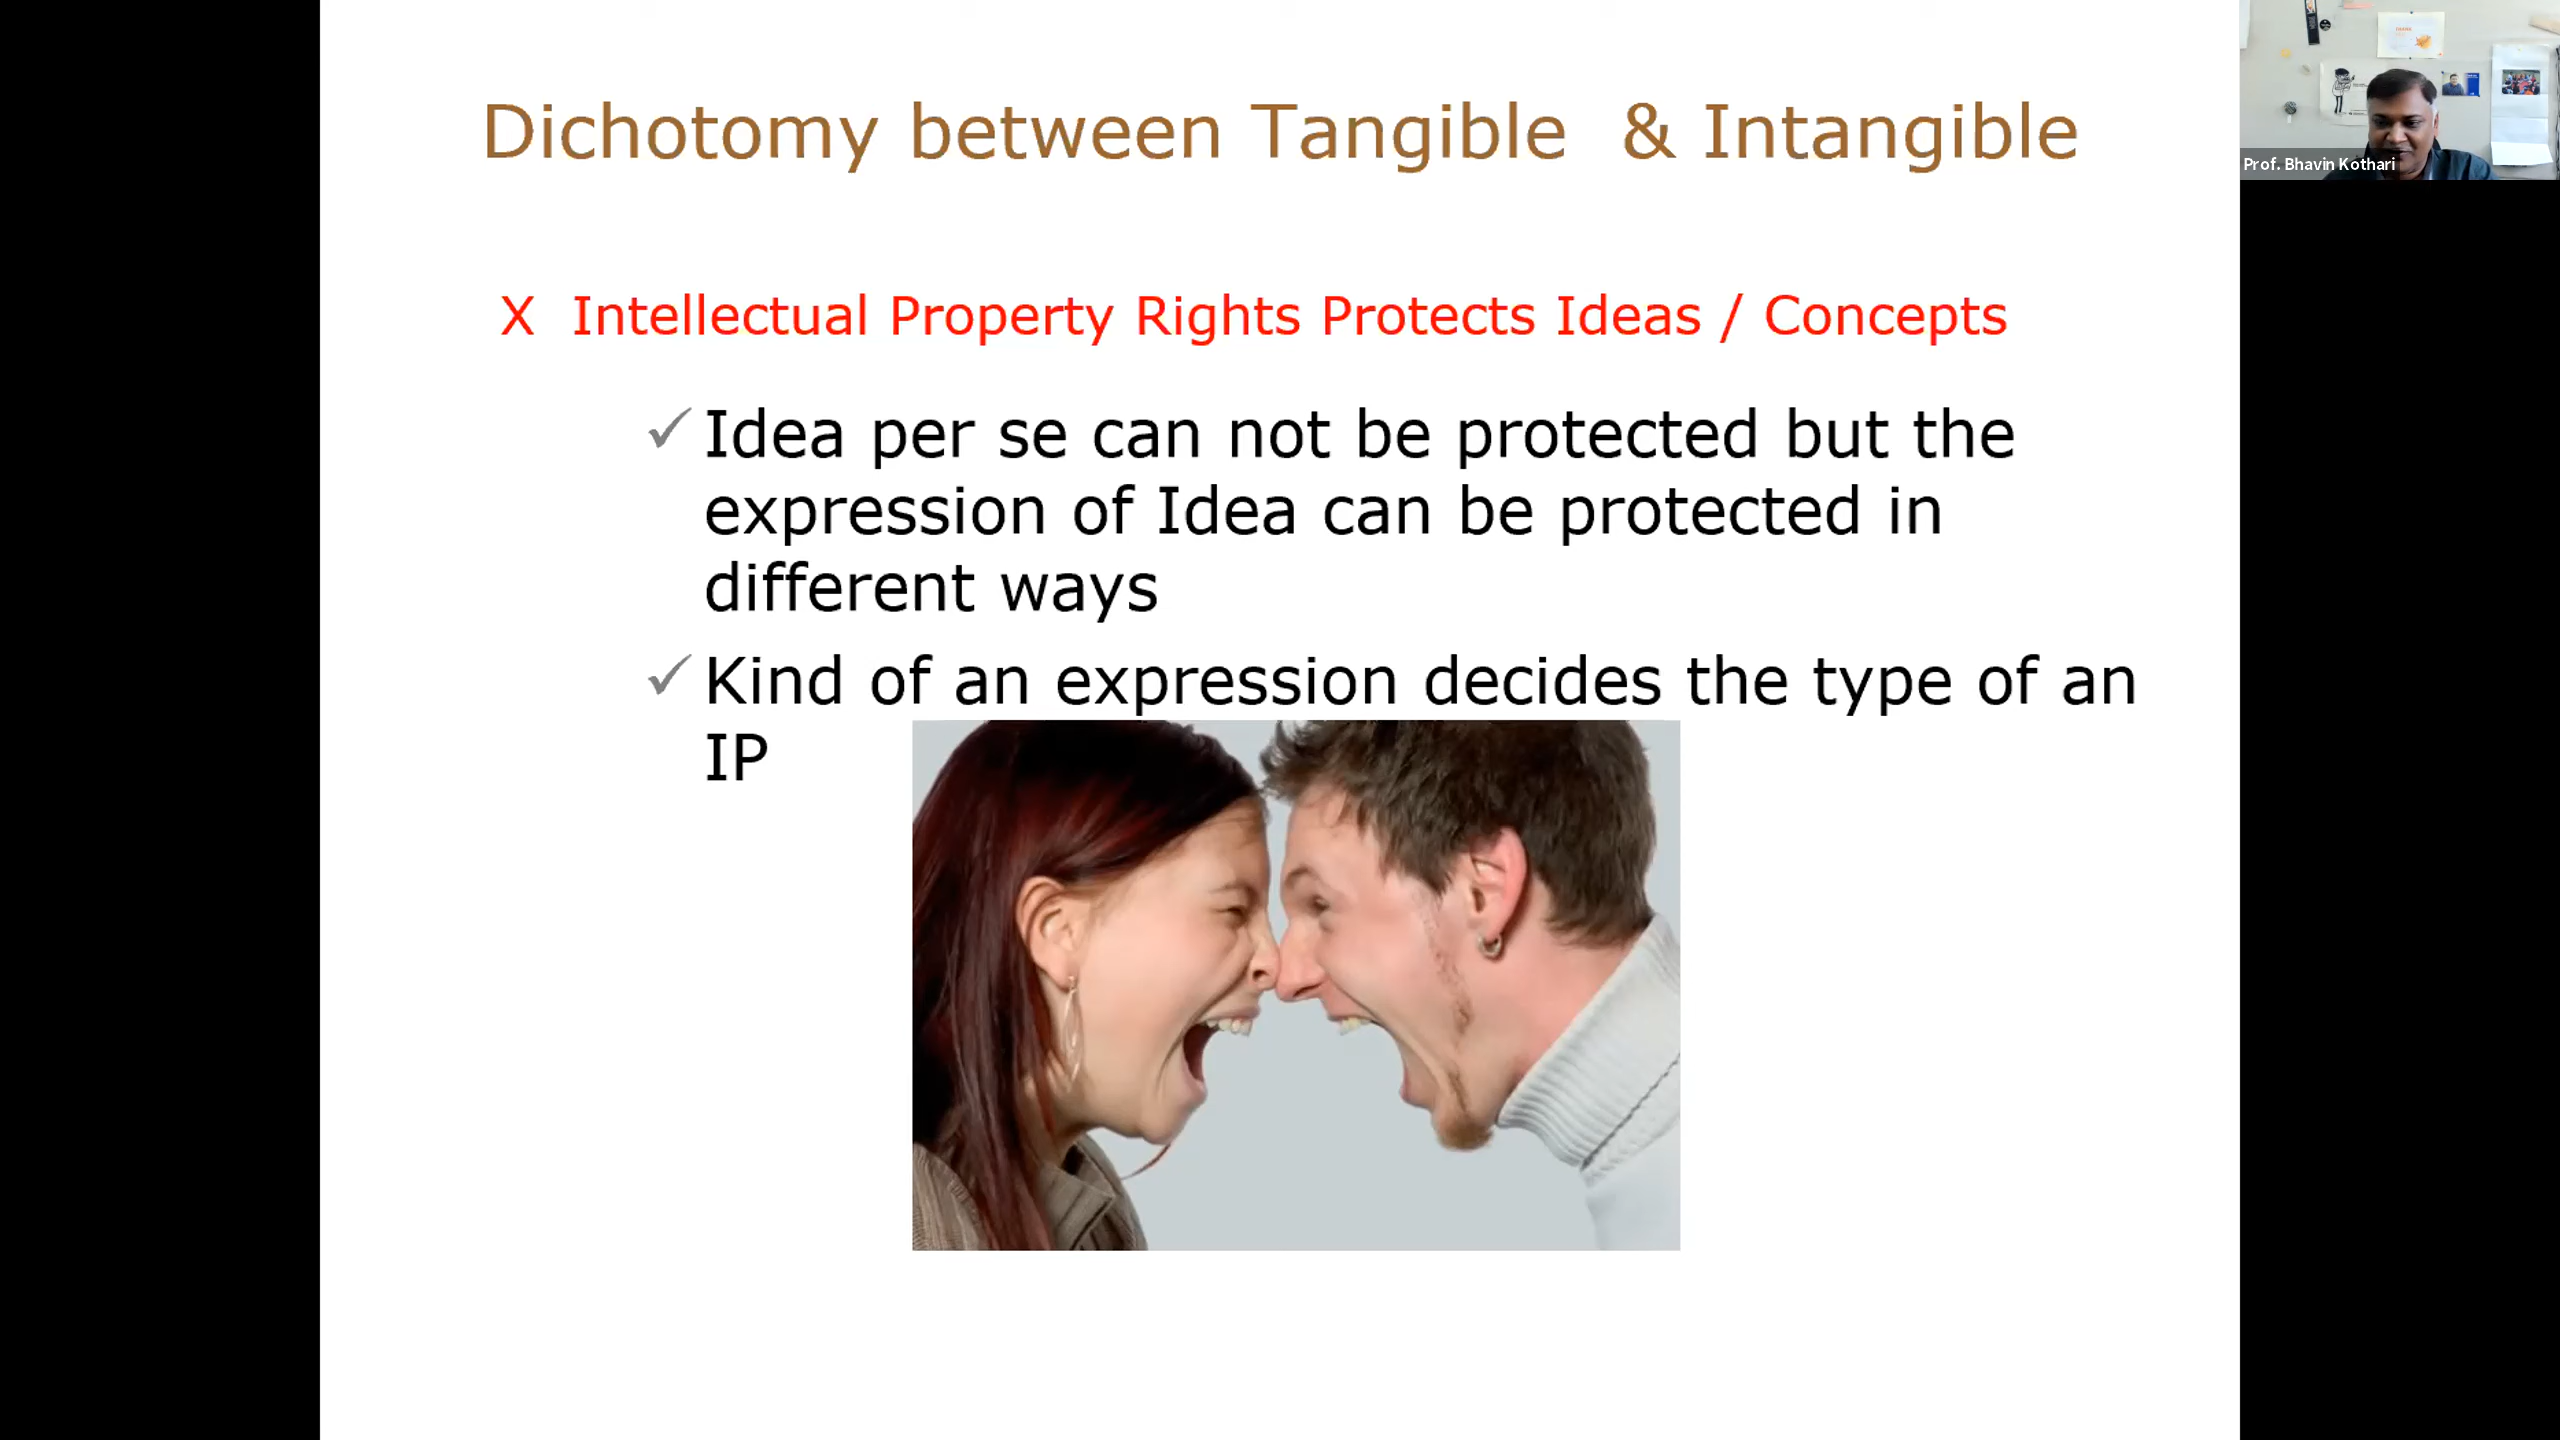 Dichotomy between Tangible & Intangible
Prof. Bhavin Kothari
X Intellectual Property Rights Protects Ideas / Concepts
✓ Idea per se can not be protected but the
expression of Idea can be protected in
different ways
✓ Kind of an expression decides the type of an
IP